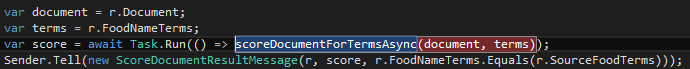 var document = r.Document;
var terms = r.FoodNameTerms;
var score = await Task.Run(() => scoreDocumentForTermsAsync(document, terms));
Sender.Tell(new ScoreDocumentResultMessage(r, score, r.FoodNameTerms.Equals(r.SourceFoodTerms)));